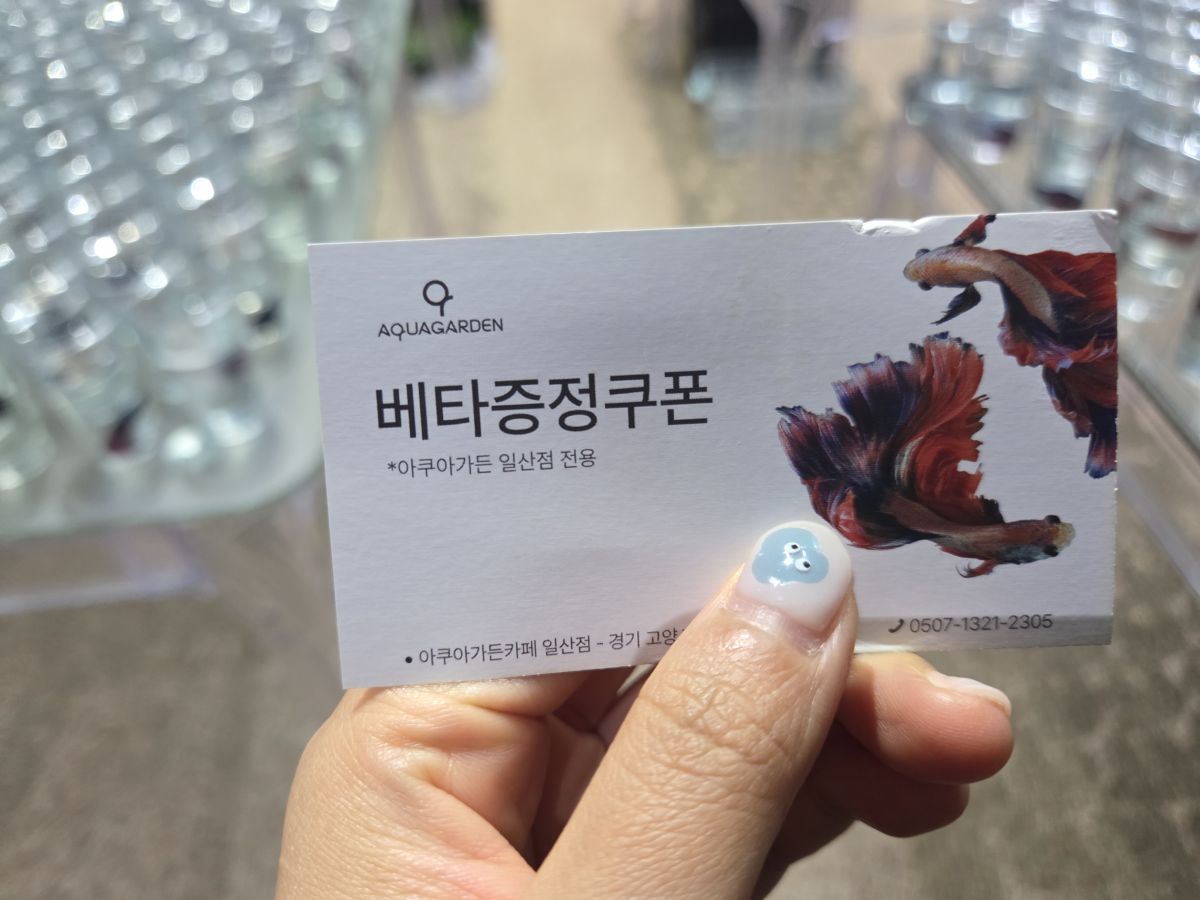 AQUAGARDEN
베타증정쿠폰
*아쿠아가든 일산점 전용
• 아쿠아가든카페 일산점 - 경기 고양
0507-1321-2305